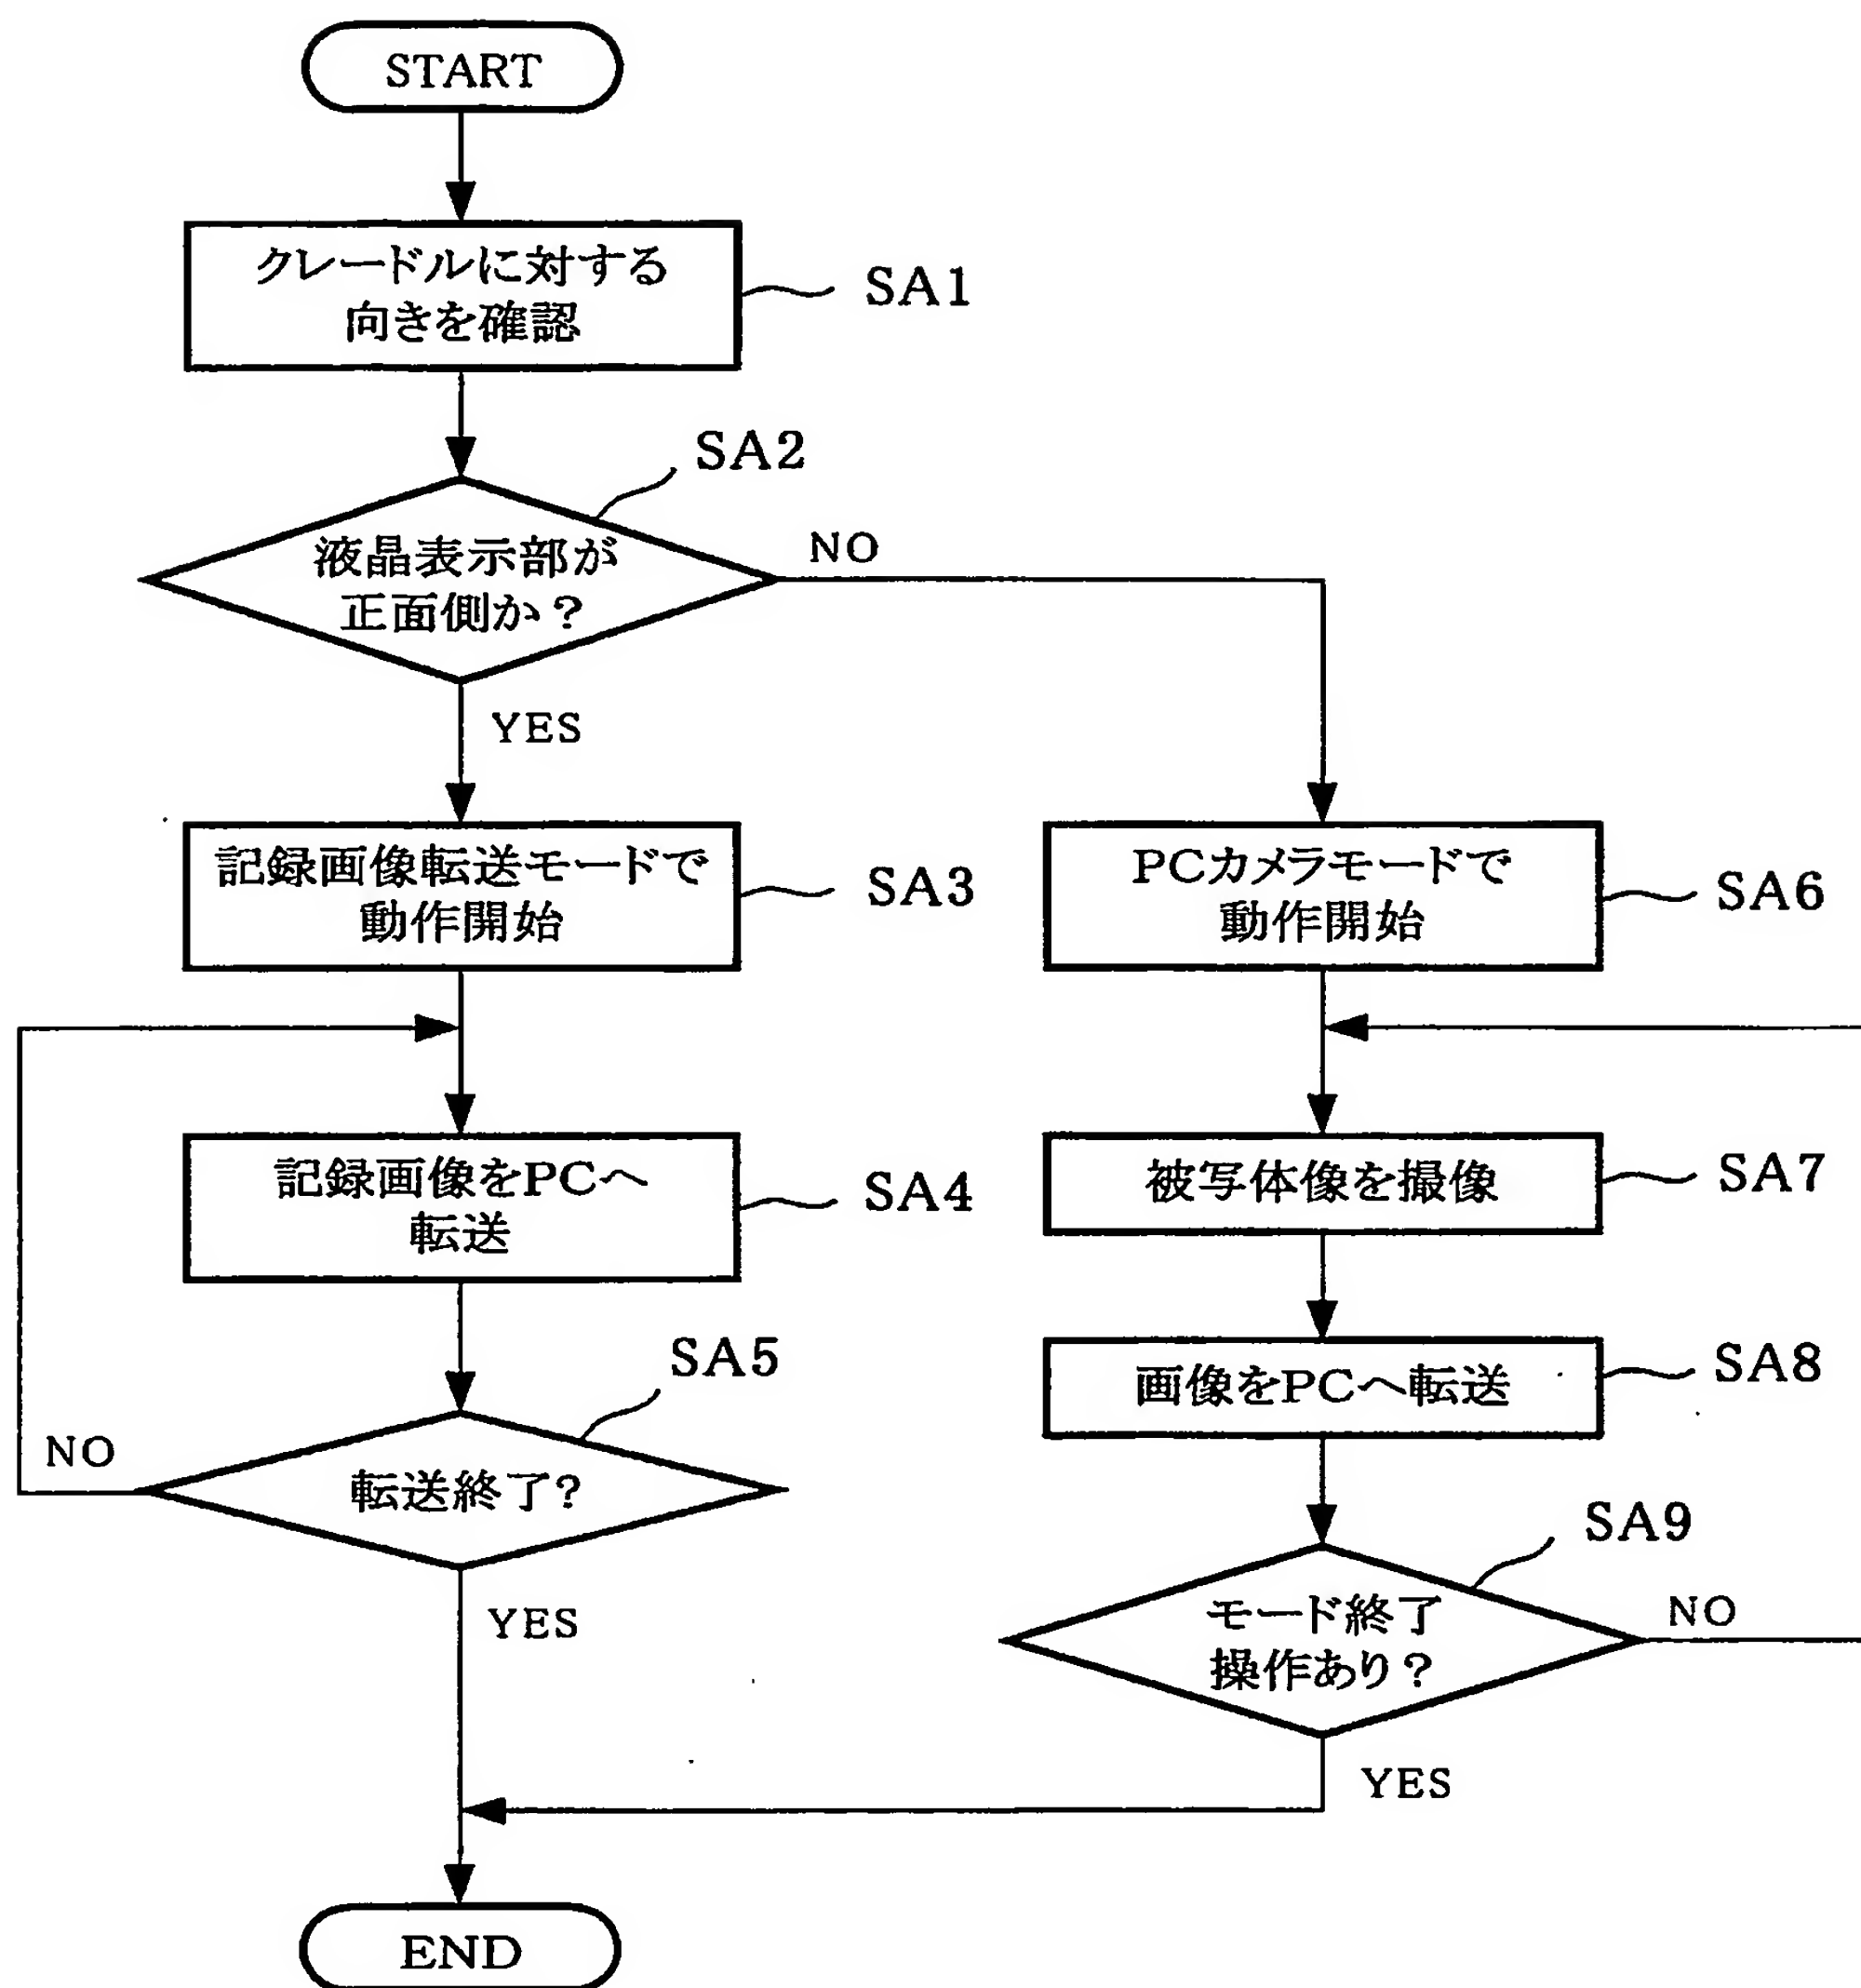 START
クレードルに対する
向きを確認
SA1
SA2
液晶表示部が
正面側か？
NO
YES
記録画像転送モードで
動作開始
SA3
PCカメラモードで
動作開始
SA6
記録画像をPCへ
転送
SA4
被写体像を撮像
SA7
SA5
転送終了?
NO
YES
画像をPCへ転送
SA8
SA9
モード終了
操作あり？
NO
YES
END